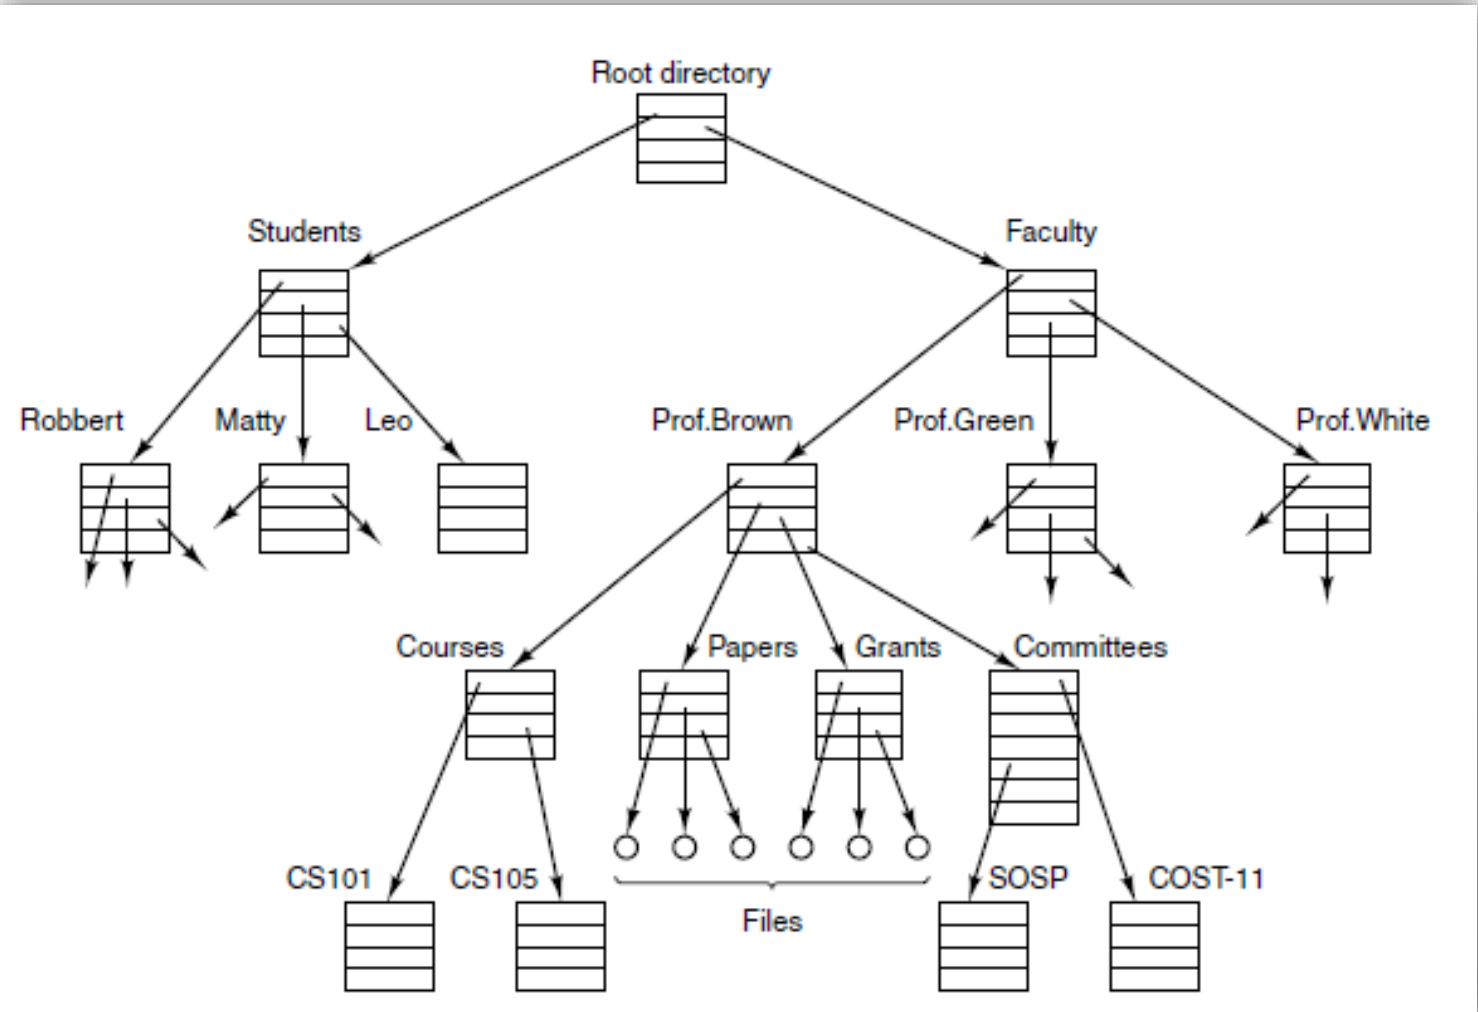 Root directory
Students
Faculty
Robbert
Matty
Leo
Prof.Brown
Prof.Green
Prof.White
Courses
Papers
Grants
Committees
CS101
CS105
SOSP
COST-11
Files